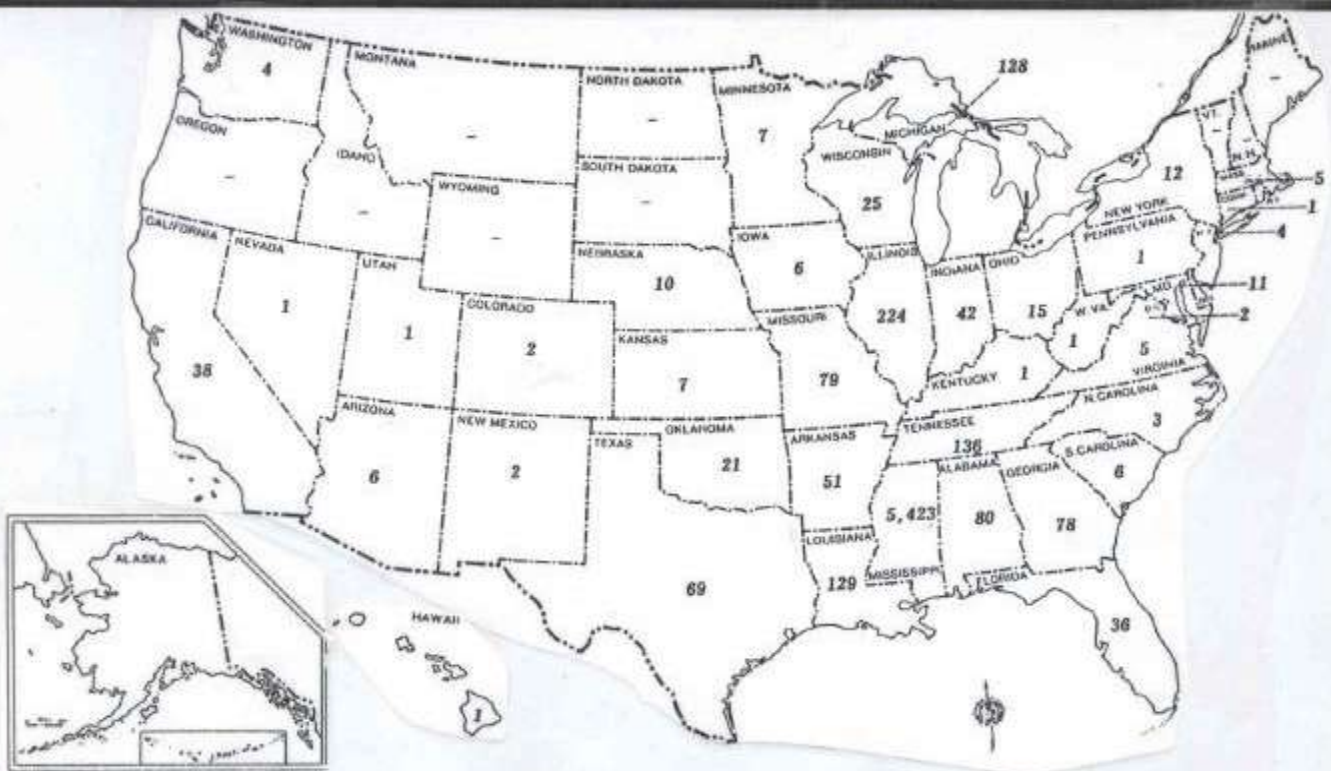 WASHINGTON
4
MONTANA
-
NORTH DAKOTA
-
MINNESOTA
7
128
MICHIGAN
MAINE
-
OREGON
-
IDAHO
-
WYOMING
-
SOUTH DAKOTA
-
WISCONSIN
25
VT.
-
N.H.
-
MASS
5
1
12
NEW YORK
4
CALIFORNIA
38
NEVADA
1
UTAH
1
COLORADO
2
NEBRASKA
10
IOWA
6
ILLINOIS
224
INDIANA
42
OHIO
15
PENNSYLVANIA
1
MD.
11
2
KANSAS
7
MISSOURI
79
KENTUCKY
1
W. VA.
1
5
VIRGINIA
ARIZONA
6
NEW MEXICO
2
TEXAS
69
OKLAHOMA
21
ARKANSAS
51
TENNESSEE
136
N. CAROLINA
3
S. CAROLINA
6
5,423
MISSISSIPPI
ALABAMA
80
GEORGIA
78
LOUISIANA
129
FLORIDA
36
ALASKA
HAWAII
1